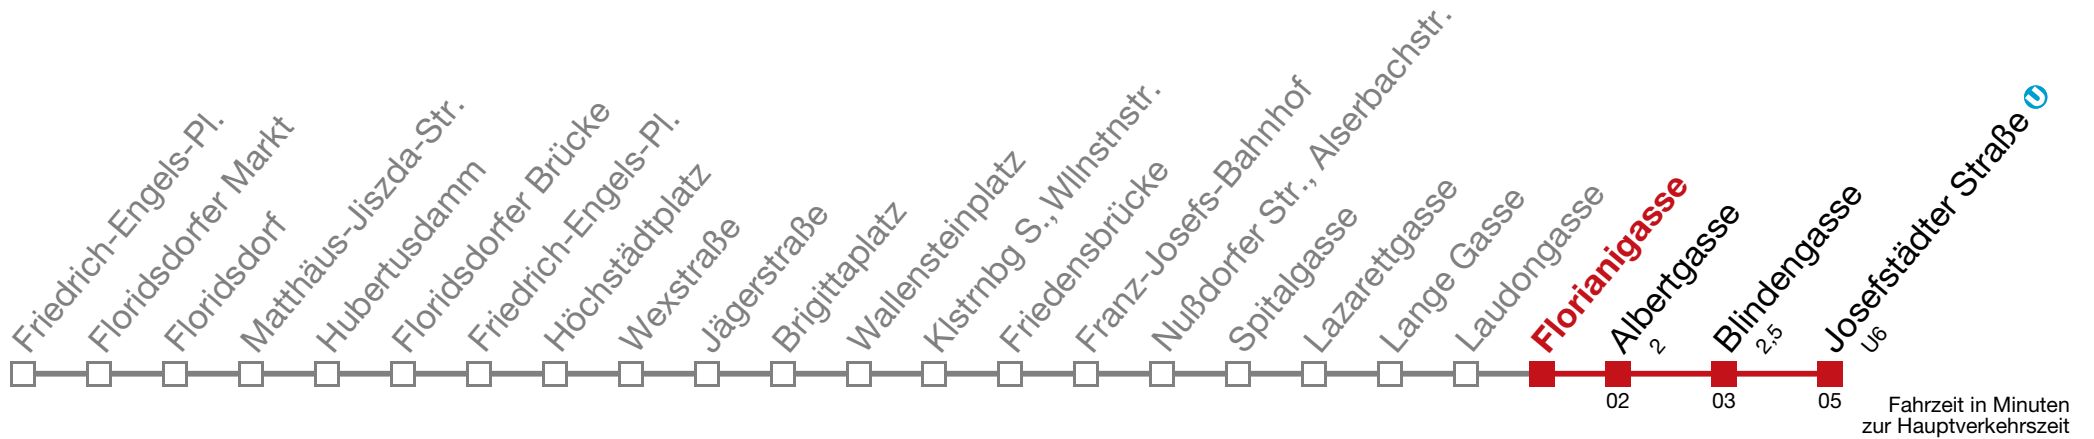 Friedrich-Engels-Pl.
Floridsdorfer Markt
Floridsdorf
Matthäus-Jiszda-Str.
Hubertusdamm
Floridsdorfer Brücke
Friedrich-Engels-Pl.
Höchstädtplatz
Wexstraße
Jägerstraße
Brigittaplatz
Wallensteinplatz
Klstrnbg S., Wllnstnstr.
Friedensbrücke
Franz-Josefs-Bahnhof
Nußdorfer Str., Alserbachstr.
Spitalgasse
Lazarettgasse
Lange Gasse
Laudongasse
Florianigasse
Albertgasse
2
Blindengasse
2,5
Josefstädter Straße U
U6
02
03
05
Fahrzeit in Minuten
zur Hauptverkehrszeit